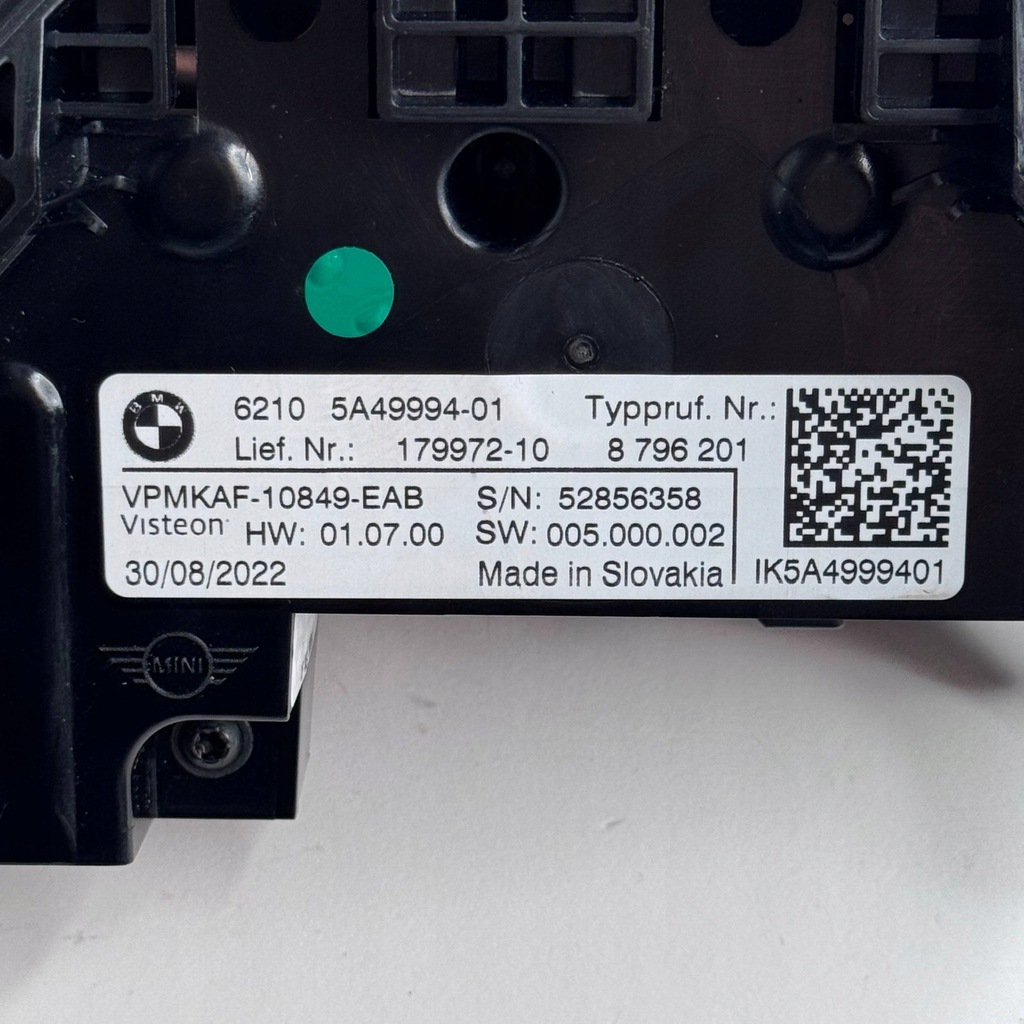 BMW
6210 5A49994-01 Typpruf. Nr.:
Lief. Nr.: 179972-10 8 796 201
VPMKAF-10849-EAB S/N: 52856358
Visteon HW: 01.07.00 SW: 005.000.002
30/08/2022 Made in Slovakia IK5A4999401
MINI